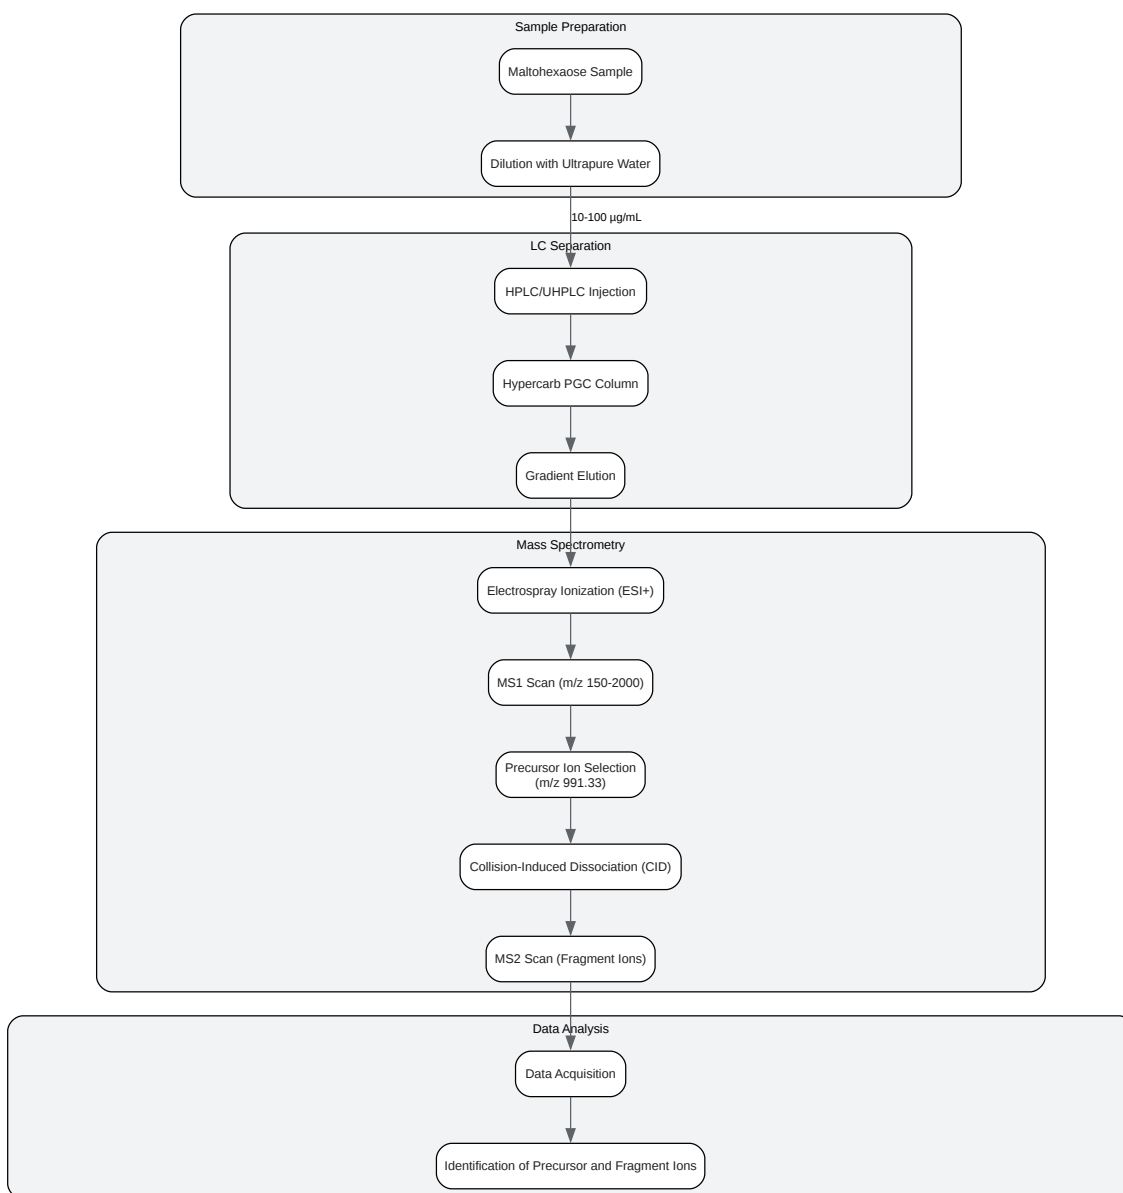 Sample Preparation
Maltohexaose Sample
Dilution with Ultrapure Water
10-100 µg/mL
LC Separation
HPLC/UHPLC Injection
Hypercarb PGC Column
Gradient Elution
Mass Spectrometry
Electrospray Ionization (ESI+)
MS1 Scan (m/z 150-2000)
Precursor Ion Selection
(m/z 991.33)
Collision-Induced Dissociation (CID)
MS2 Scan (Fragment Ions)
Data Analysis
Data Acquisition
Identification of Precursor and Fragment Ions